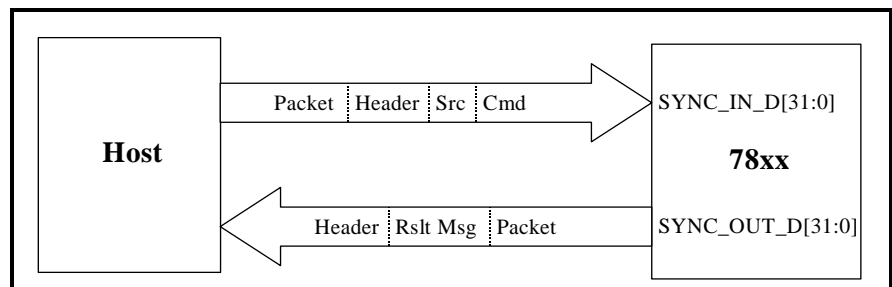 Host
Packet Header Src Cmd
SYNC_IN_D[31:0]
78xx
Header Rslt Msg Packet
SYNC_OUT_D[31:0]